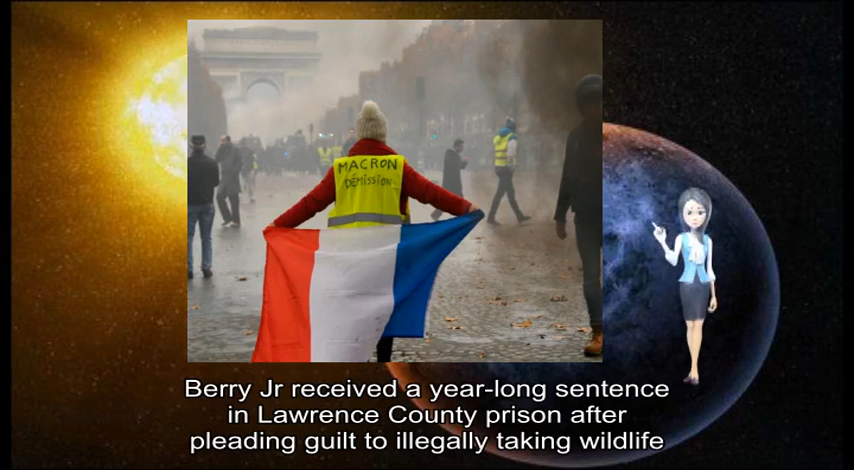 MACRON
DÉMISSION
Berry Jr received a year-long sentence
in Lawrence County prison after
pleading guilt to illegally taking wildlife